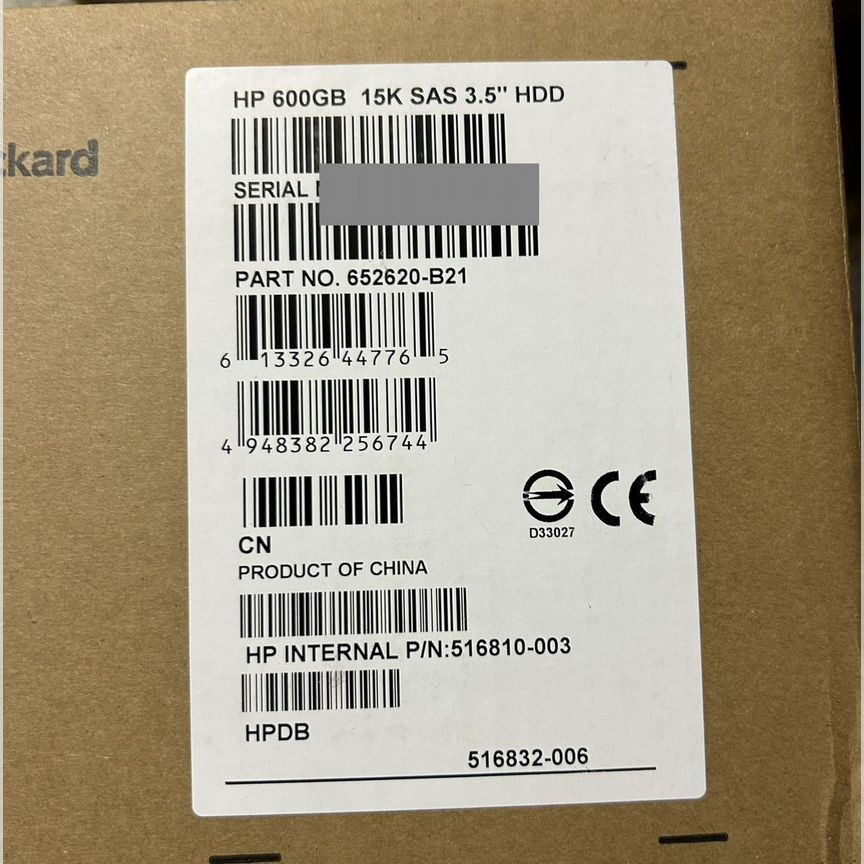 ckard
HP 600GB 15K SAS 3.5" HDD
SERIAL
PART NO. 652620-B21
6 13326 44776 5
4 948382 256744
D33027
CE
CN
PRODUCT OF CHINA
HP INTERNAL P/N:516810-003
HPDB
516832-006